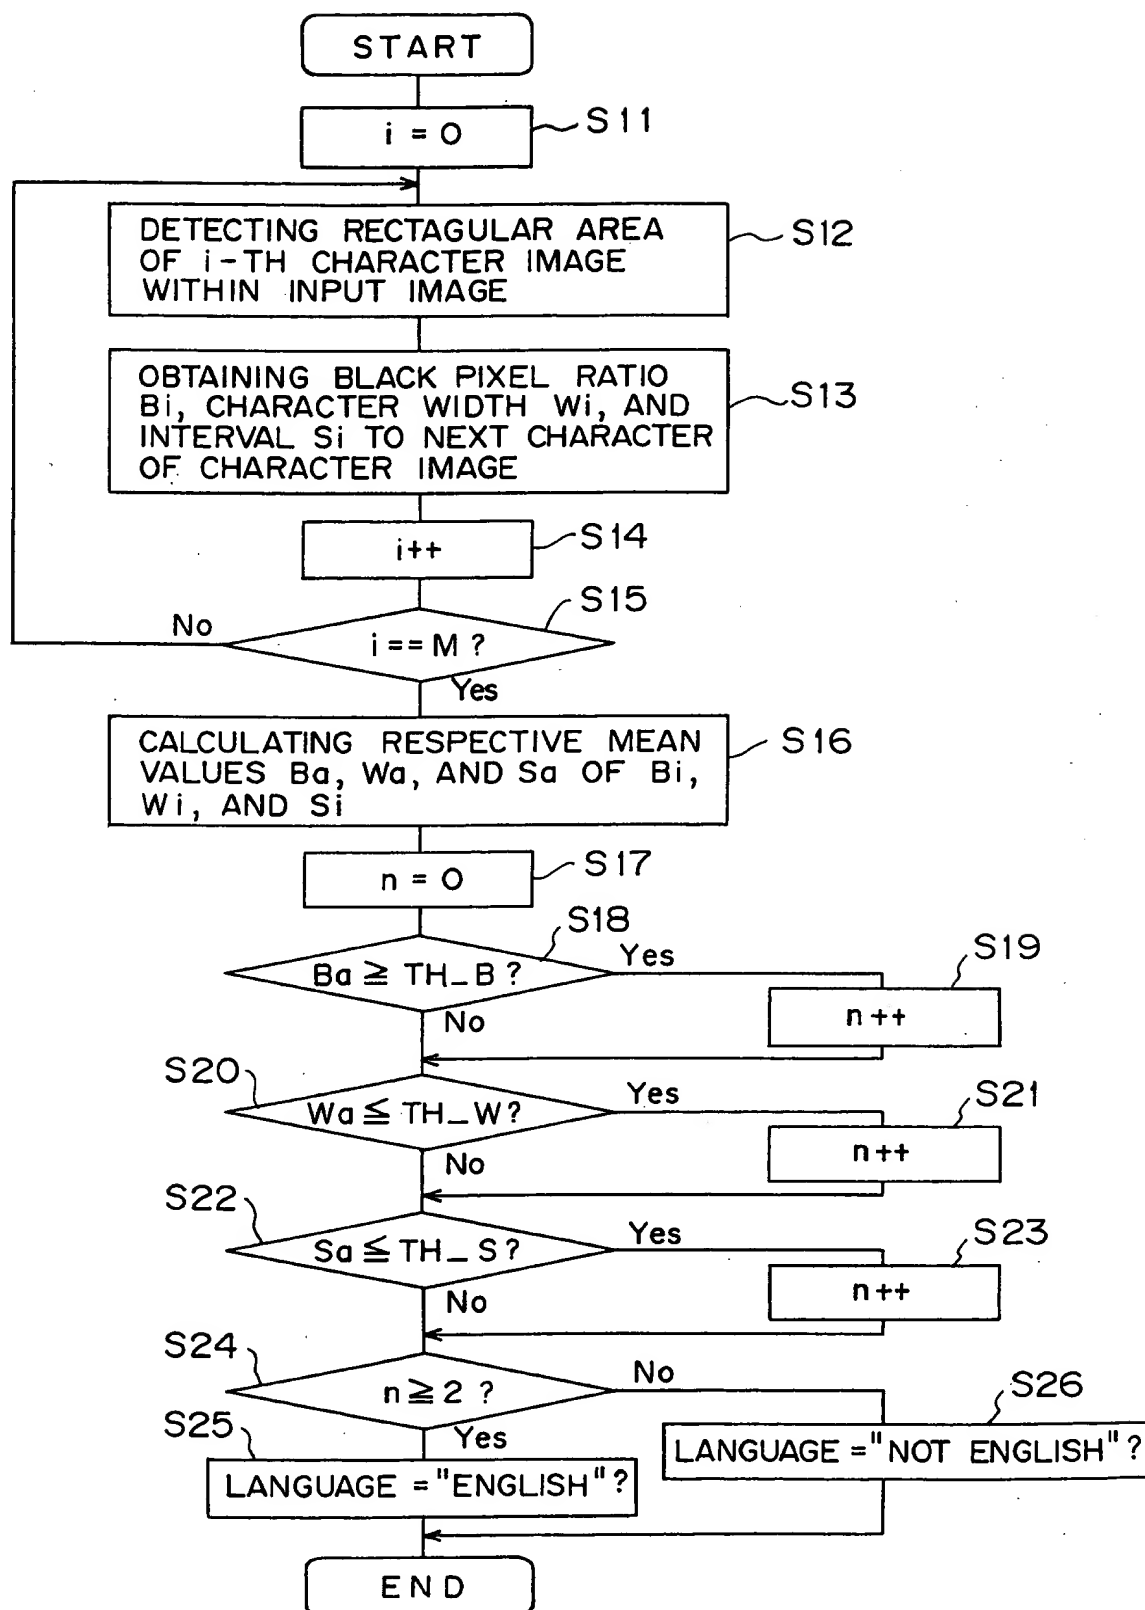 START
i = 0
S11
DETECTING RECTAGULAR AREA
OF i-TH CHARACTER IMAGE
WITHIN INPUT IMAGE
S12
OBTAINING BLACK PIXEL RATIO
Bi, CHARACTER WIDTH Wi, AND
INTERVAL Si TO NEXT CHARACTER
OF CHARACTER IMAGE
S13
i++
S14
i == M ?
S15
No
Yes
CALCULATING RESPECTIVE MEAN
VALUES Ba, Wa, AND Sa OF Bi,
Wi, AND Si
S16
n = 0
S17
Ba ≧ TH_B ?
S18
Yes
No
n++
S19
S20
Wa ≦ TH_W ?
Yes
No
n++
S21
S22
Sa ≦ TH_S ?
Yes
No
n++
S23
S24
n ≧ 2 ?
No
Yes
S25
LANGUAGE = "ENGLISH" ?
S26
LANGUAGE = "NOT ENGLISH" ?
END